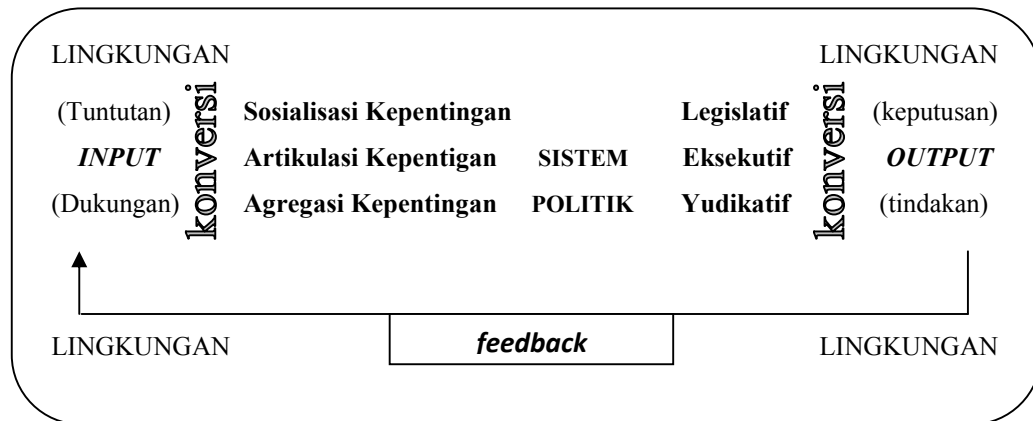 LINGKUNGAN LINGKUNGAN
(Tuntutan) konversi Sosialisasi Kepentingan Legislatif konversi (keputusan)
INPUT Artikulasi Kepentigan SISTEM Eksekutif OUTPUT
(Dukungan) Agregasi Kepentingan POLITIK Yudikatif (tindakan)
feedback
LINGKUNGAN LINGKUNGAN